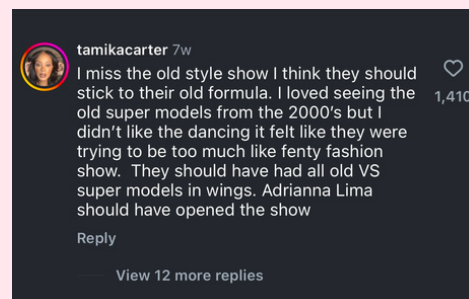 tamikacarter 7w
I miss the old style show I think they should
stick to their old formula. I loved seeing the
old super models from the 2000's but I
didn't like the dancing it felt like they were
trying to be too much like fenty fashion
show.  They should have had all old VS
super models in wings. Adrianna Lima
should have opened the show
1,410
Reply
View 12 more replies